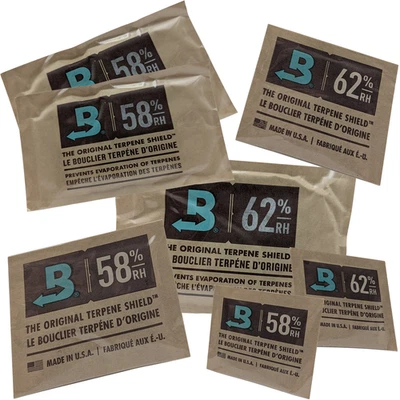 B 58% RH
B 58% RH
THE ORIGINAL TERPENE SHIELD™
LE BOUCLIER TERPÈNE D'ORIGINE
PREVENTS EVAPORATION OF TERPENES
EMPÊCHE L'ÉVAPORATION DES TERPÈNES
B 62% RH
THE ORIGINAL TERPENE SHIELD™
LE BOUCLIER TERPÈNE D'ORIGINE
MADE IN U.S.A. | FABRIQUÉ AUX É.-U.
B 62% RH
THE ORIGINAL TERPENE SHIELD™
LE BOUCLIER TERPÈNE D'ORIGINE
PREVENTS EVAPORATION OF TERPENES
B 58% RH
THE ORIGINAL TERPENE SHIELD™
LE BOUCLIER TERPÈNE D'ORIGINE
MADE IN U.S.A. | FABRIQUÉ AUX É.-U.
B 62% RH
B 58% RH
THE ORIGINAL TERPENE SHIELD™
LE BOUCLIER TERPÈNE D'ORIGINE
MADE IN U.S.A. | FABRIQUÉ AUX É.-U.